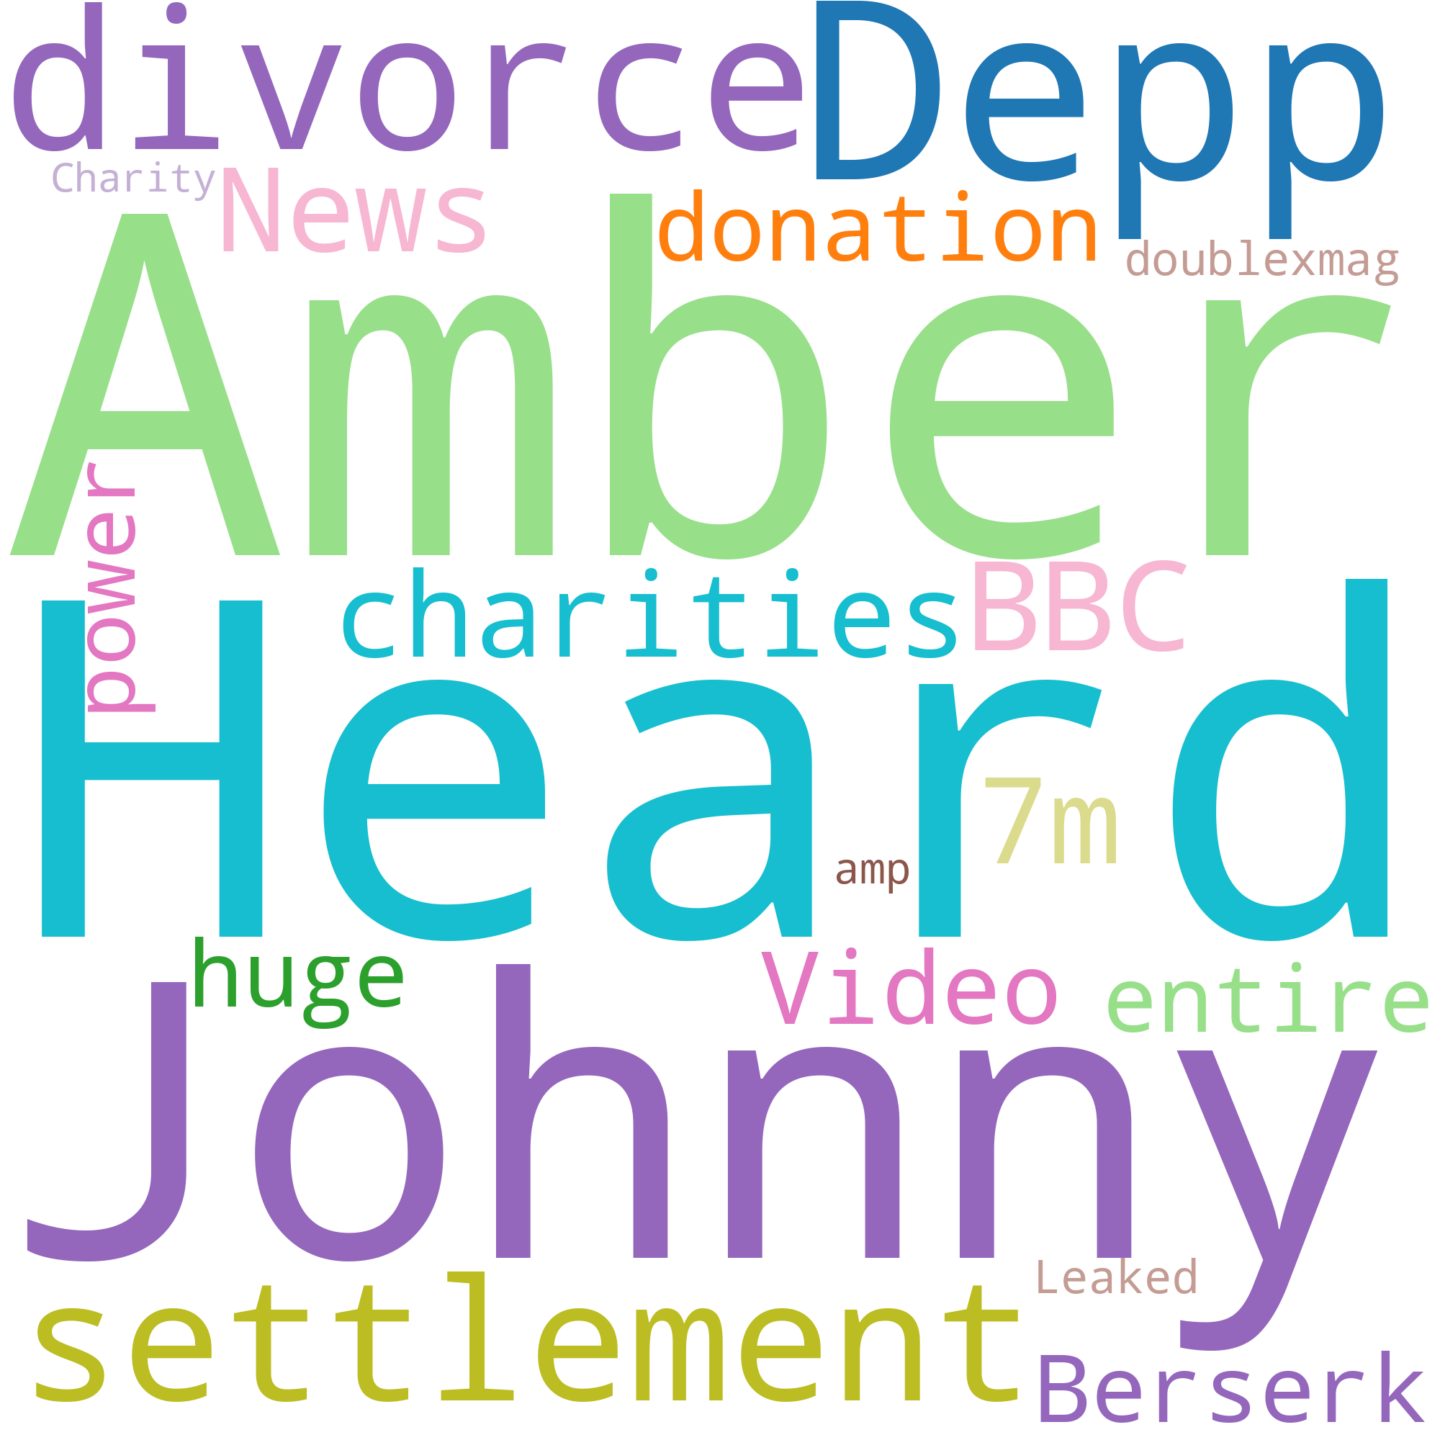 divorce Depp
Charity News donation doublexmag
Amber
power
charities BBC
Heard
7m
amp
huge Video entire
Johnny
Leaked
settlement
Berserk